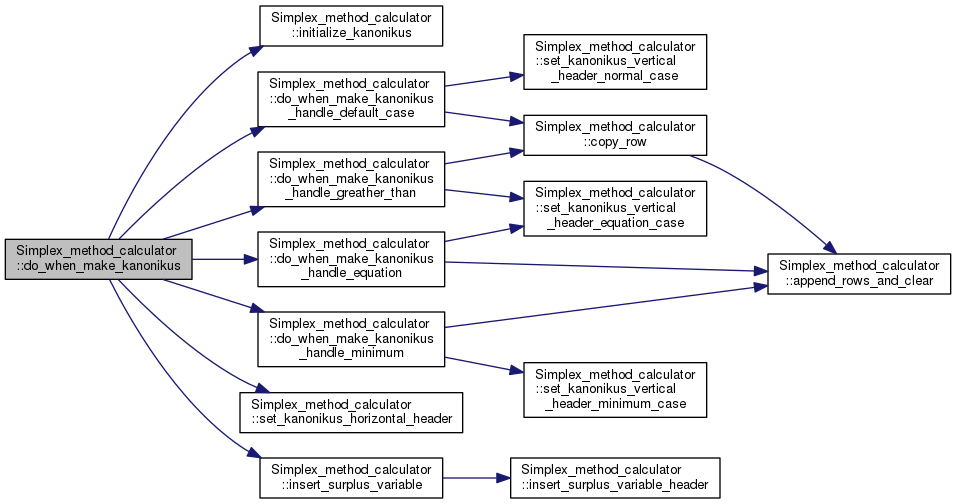 Simplex_method_calculator
::do_when_make_kanonikus
Simplex_method_calculator
::initialize_kanonikus
Simplex_method_calculator
::do_when_make_kanonikus
_handle_default_case
Simplex_method_calculator
::do_when_make_kanonikus
_handle_greather_than
Simplex_method_calculator
::do_when_make_kanonikus
_handle_equation
Simplex_method_calculator
::do_when_make_kanonikus
_handle_minimum
Simplex_method_calculator
::set_kanonikus_horizontal_header
Simplex_method_calculator
::insert_surplus_variable
Simplex_method_calculator
::set_kanonikus_vertical
_header_normal_case
Simplex_method_calculator
::copy_row
Simplex_method_calculator
::set_kanonikus_vertical
_header_equation_case
Simplex_method_calculator
::set_kanonikus_vertical
_header_minimum_case
Simplex_method_calculator
::insert_surplus_variable_header
Simplex_method_calculator
::append_rows_and_clear